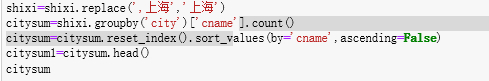 shixi=shixi.replace(',上海','上海')
citysum=shixi.groupby('city')['cname'].count()
citysum=citysum.reset_index().sort_values(by='cname',ascending=False)
citysum1=citysum.head()
citysum